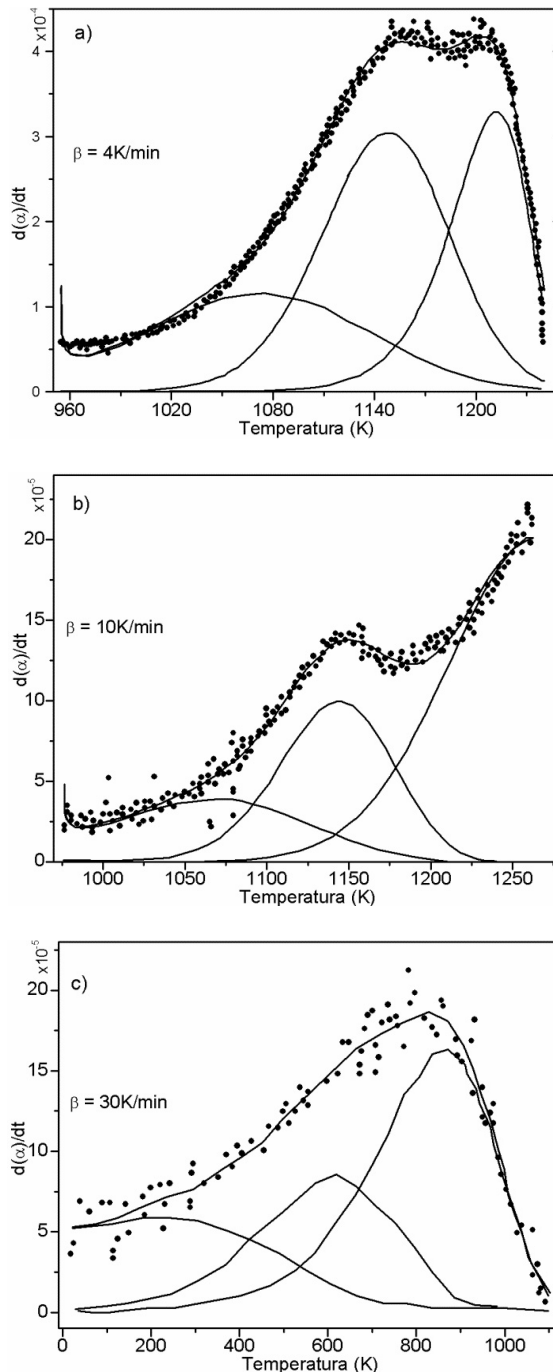 x10⁻⁴
a)
4
β = 4K/min
3
d(α)/dt
2
1
0
960 1020 1080 1140 1200
Temperatura (K)
x10⁻⁵
b)
20
15
β = 10K/min
d(α)/dt
10
5
0
1000 1050 1100 1150 1200 1250
Temperatura (K)
x10⁻⁵
c)
20
15
β = 30K/min
d(α)/dt
10
5
0
0 200 400 600 800 1000
Temperatura (K)